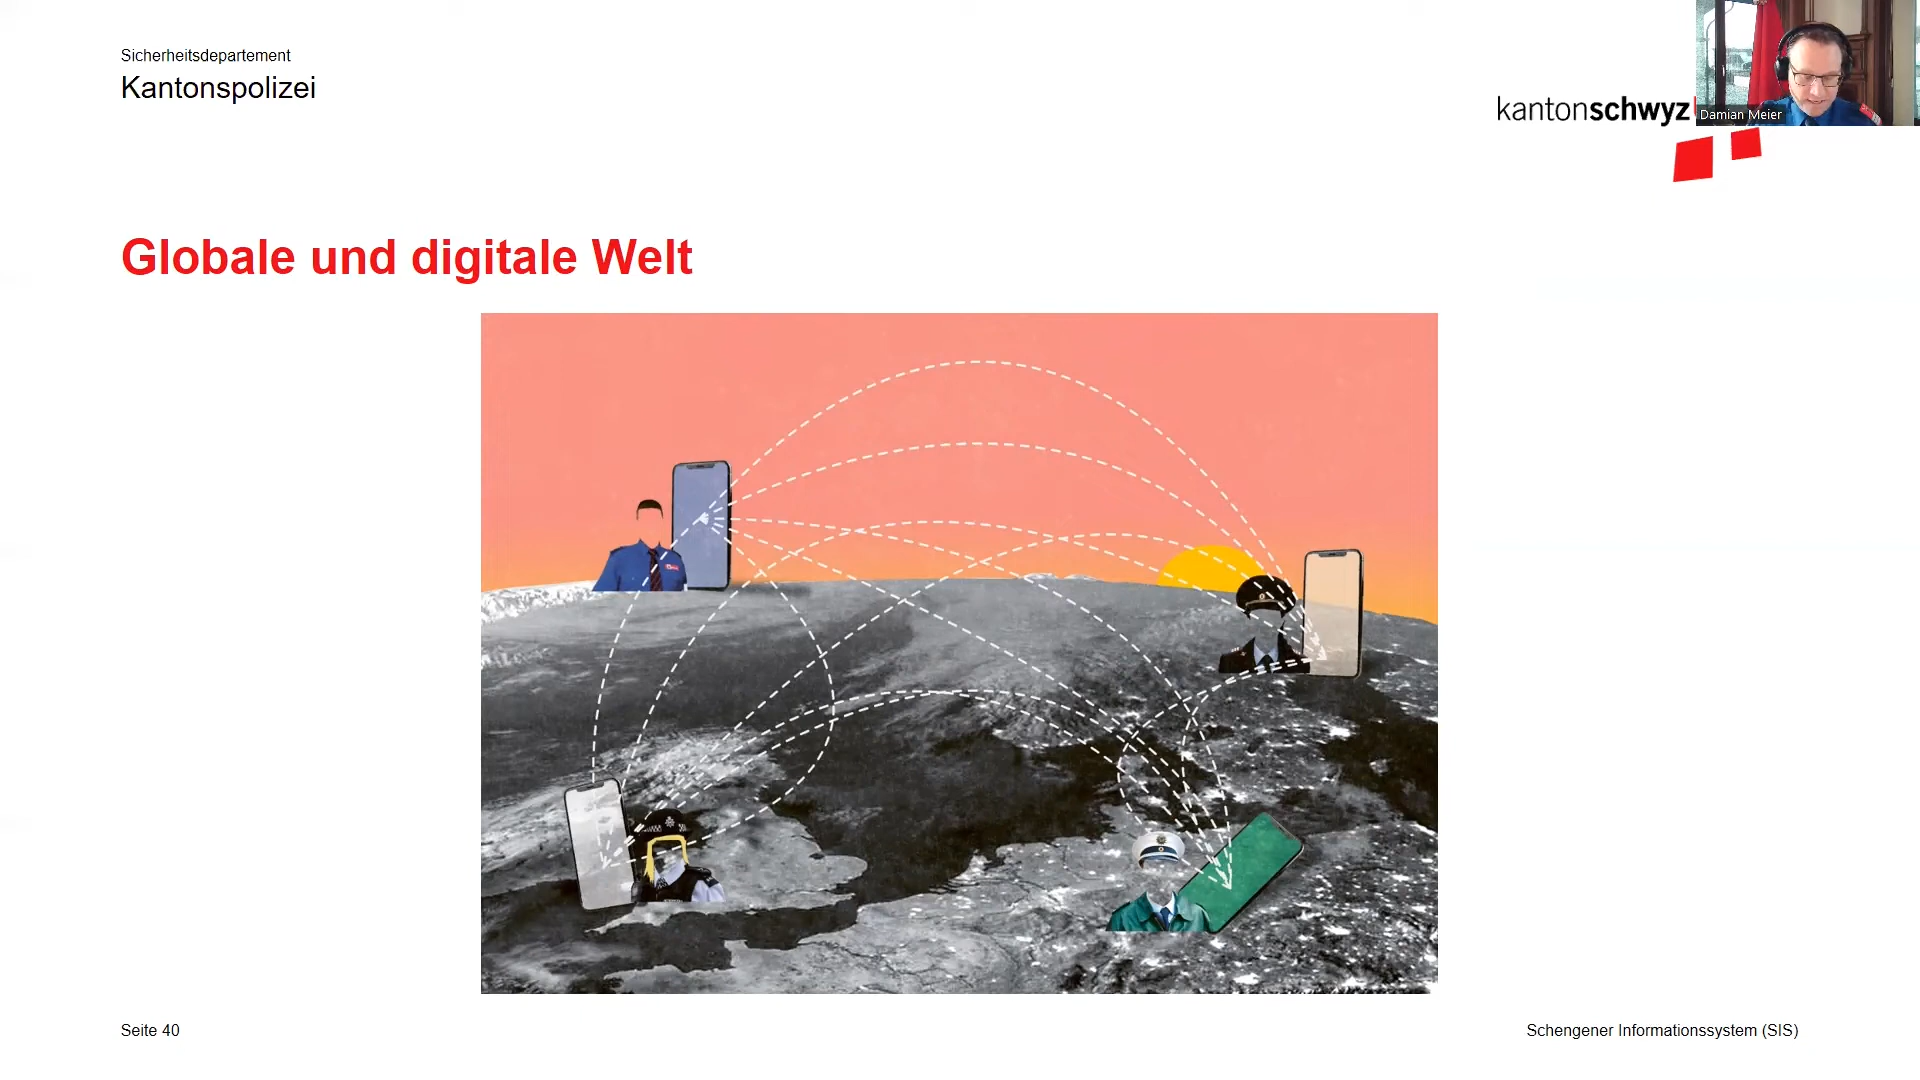 Sicherheitsdepartement
Kantonspolizei
kantonschwyz
Damian Meier
Globale und digitale Welt
Seite 40
Schengener Informationssystem (SIS)